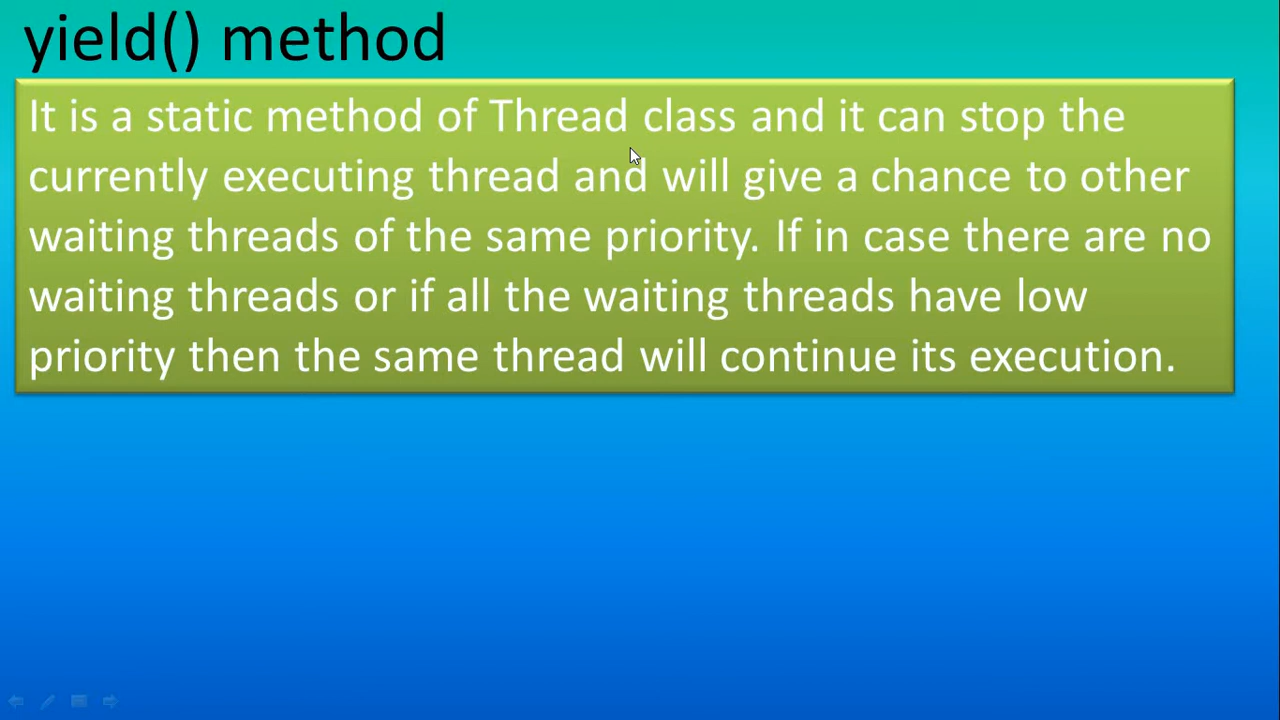 yield() method
It is a static method of Thread class and it can stop the
currently executing thread and will give a chance to other
waiting threads of the same priority. If in case there are no
waiting threads or if all the waiting threads have low
priority then the same thread will continue its execution.